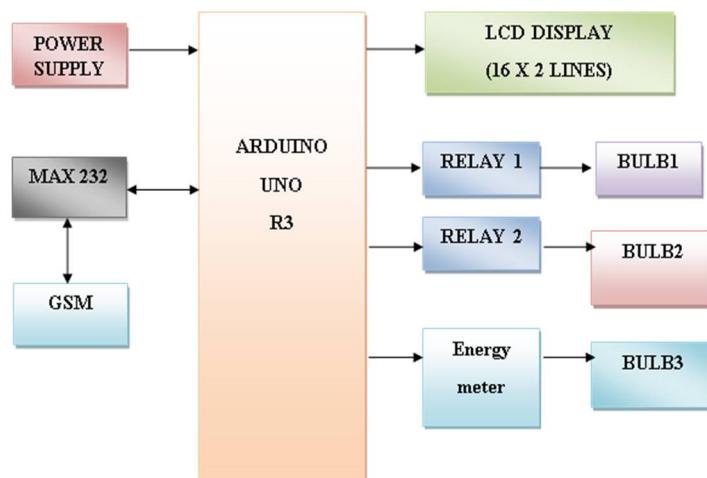 POWER
SUPPLY
MAX 232
GSM
ARDUINO
UNO
R3
LCD DISPLAY
(16 X 2 LINES)
RELAY 1
BULB1
RELAY 2
BULB2
Energy
meter
BULB3